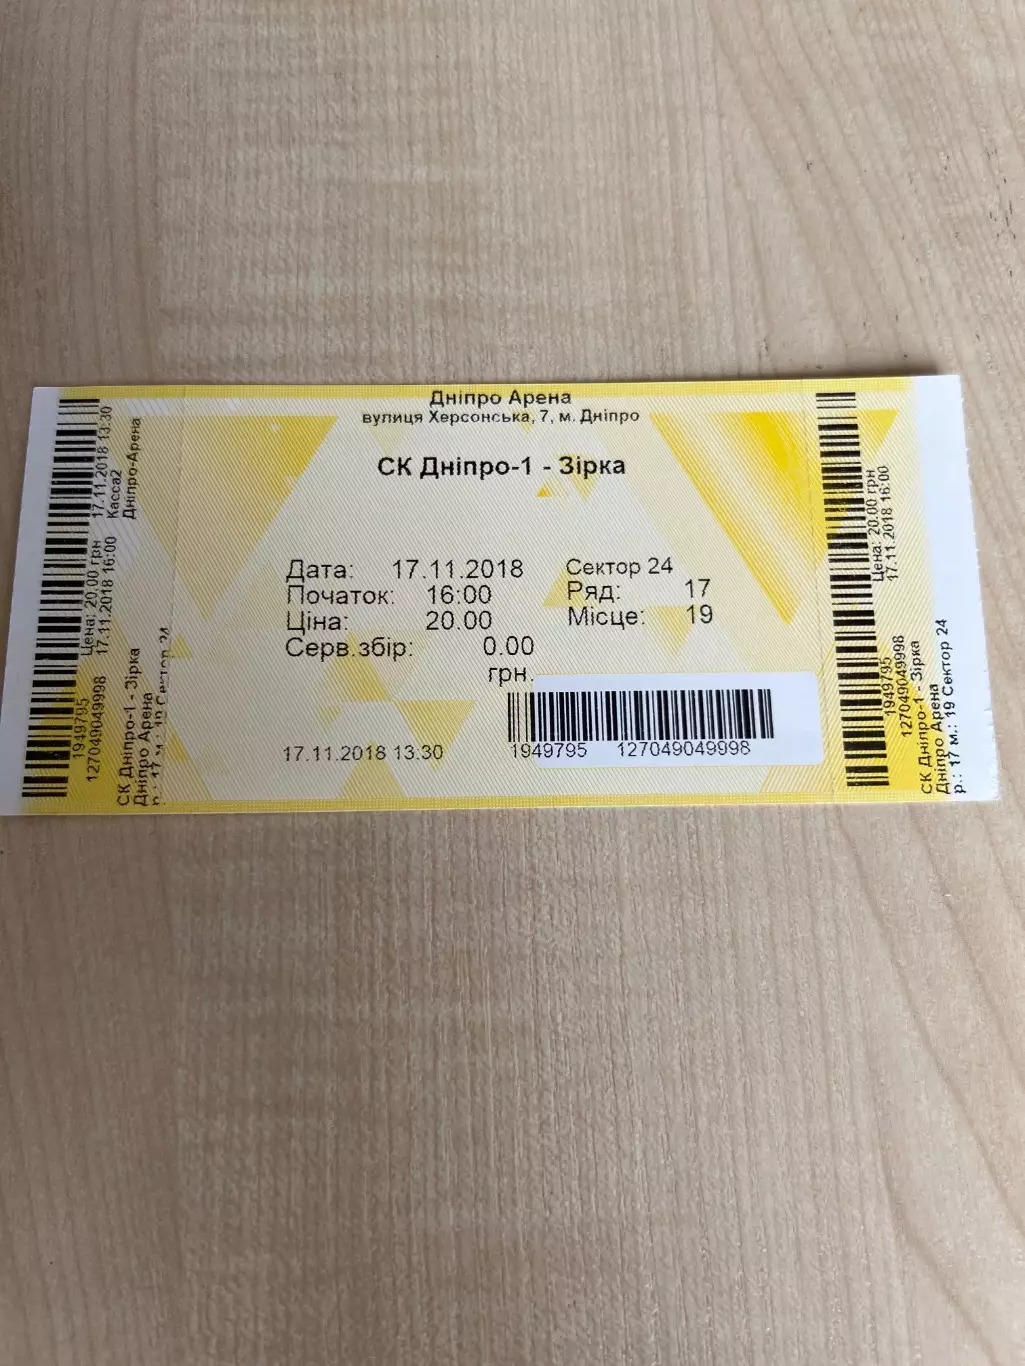 Дніпро Арена
вулиця Херсонська, 7, м. Дніпро
СК Дніпро-1 - Зірка
Дата: 17.11.2018
Початок: 16:00
Ціна: 20.00
Серв.збір: 0.00
грн.
Сектор 24
Ряд: 17
Місце: 19
17.11.2018 13.30
1949795 127049049998
1949795
127049049998
Цена: 20.00 грн
17.11.2018 16:00
17.11.2018 13:30
Касса2
Дніпро-Арена
СК Дніпро-1 - Зірка
Дніпро Арена
р.: 17 м.: 19 Сектор 24
Цена: 20.00 грн
17.11.2018 16:00
1949795
127049049998
СК Дніпро-1 - Зірка
Дніпро Арена
р.: 17 м.: 19 Сектор 24